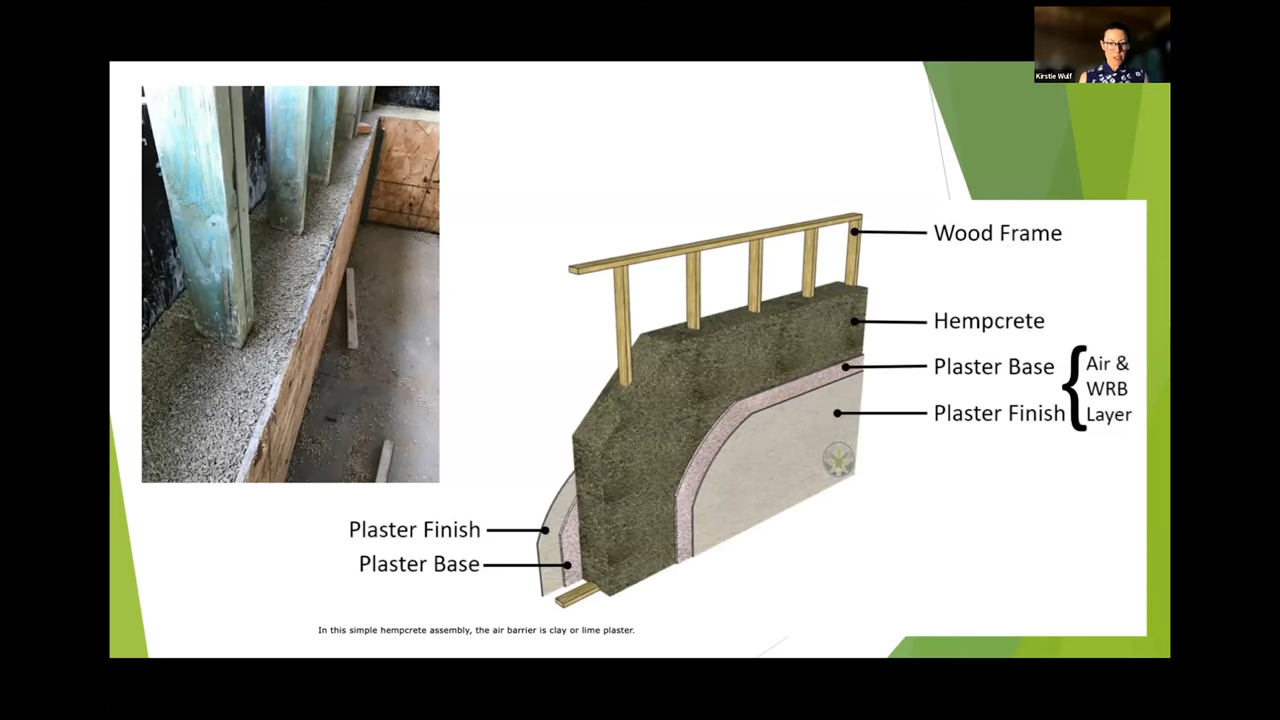 Kirstie Wulf
Wood Frame
Hempcrete
Plaster Base
Plaster Finish
Air &
WRB
Layer
Plaster Finish
Plaster Base
In this simple hempcrete assembly, the air barrier is clay or lime plaster.